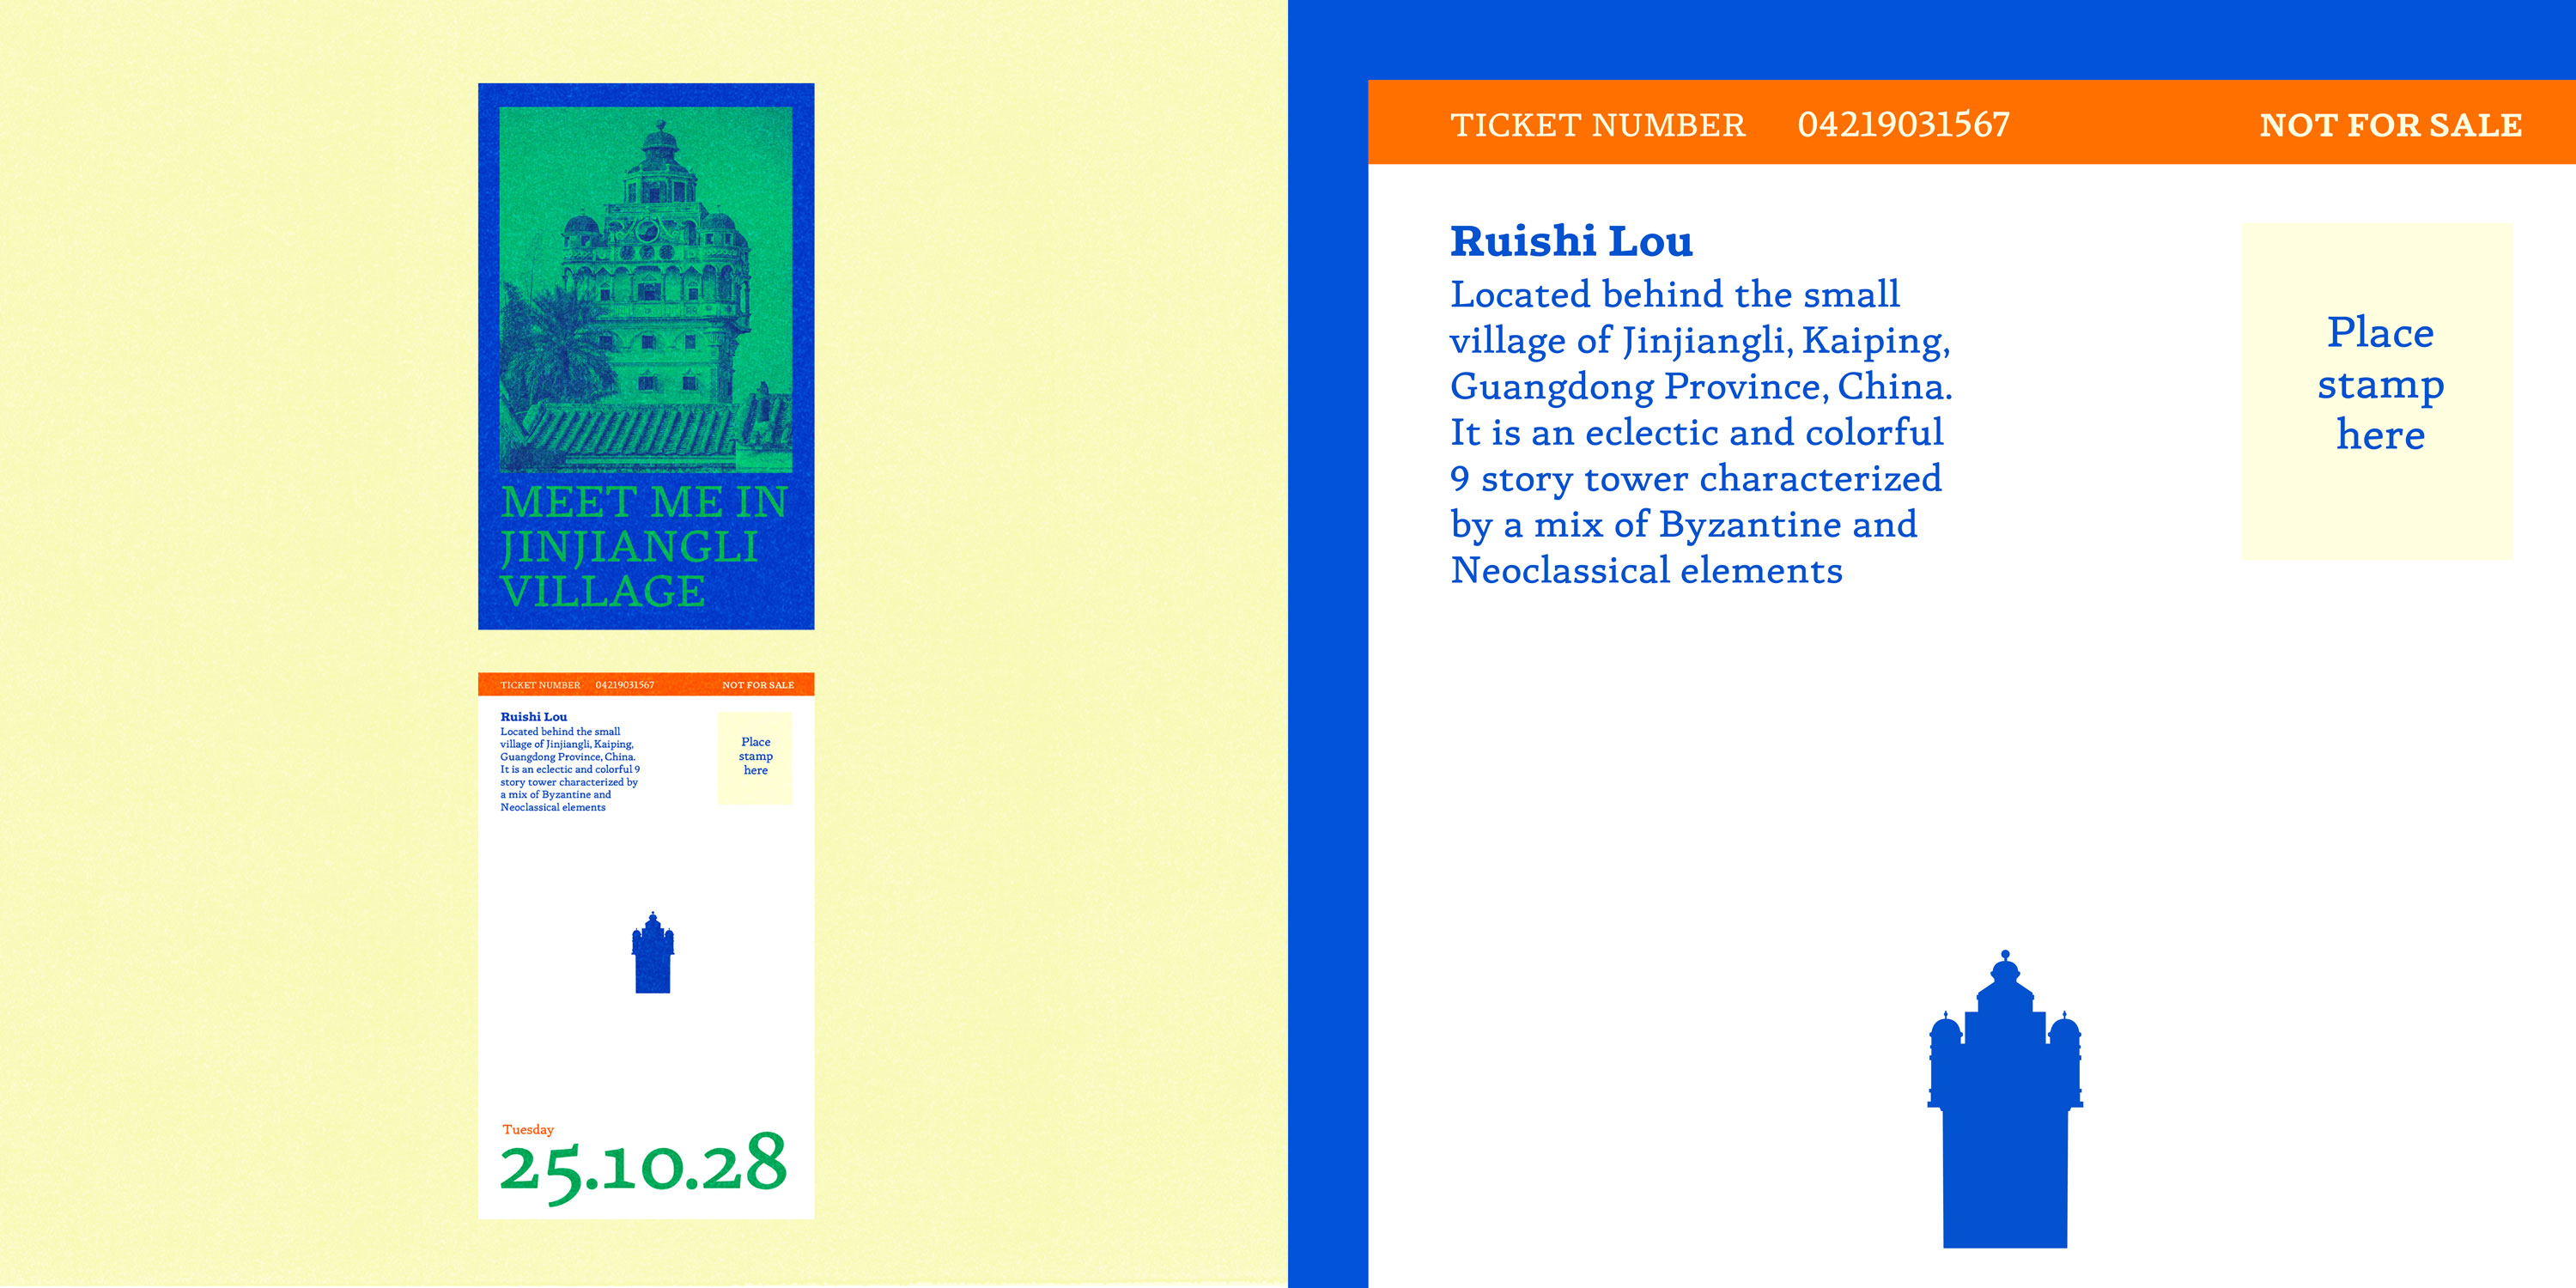 MEET ME IN
JINJIANGLI
VILLAGE
TICKET NUMBER 04219031567 NOT FOR SALE
Ruishi Lou
Located behind the small
village of Jinjiangli, Kaiping,
Guangdong Province, China.
It is an eclectic and colorful 9
story tower characterized by
a mix of Byzantine and
Neoclassical elements
Place
stamp
here
Tuesday
25.10.28
TICKET NUMBER 04219031567 NOT FOR SALE
Ruishi Lou
Located behind the small
village of Jinjiangli, Kaiping,
Guangdong Province, China.
It is an eclectic and colorful
9 story tower characterized
by a mix of Byzantine and
Neoclassical elements
Place
stamp
here